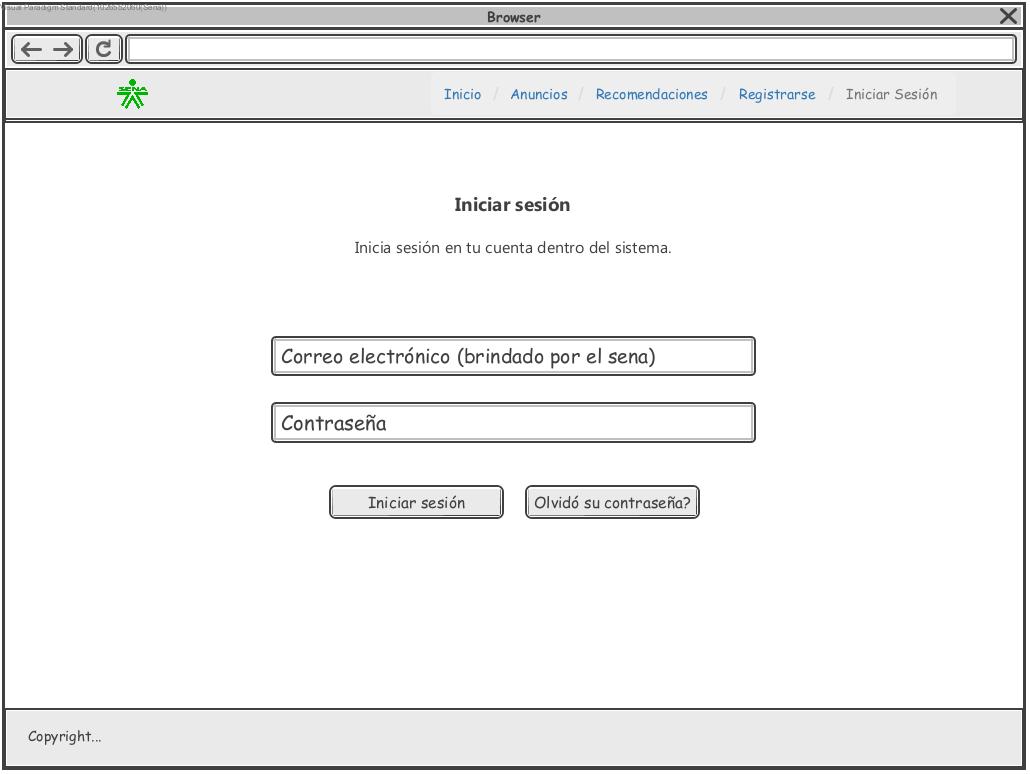 Visual Paradigm Standard(1026552060(Sena))
Browser
SENA
Inicio / Anuncios / Recomendaciones / Registrarse / Iniciar Sesión
Iniciar sesión
Inicia sesión en tu cuenta dentro del sistema.
Correo electrónico (brindado por el sena)
Contraseña
Iniciar sesión Olvidó su contraseña?
Copyright...